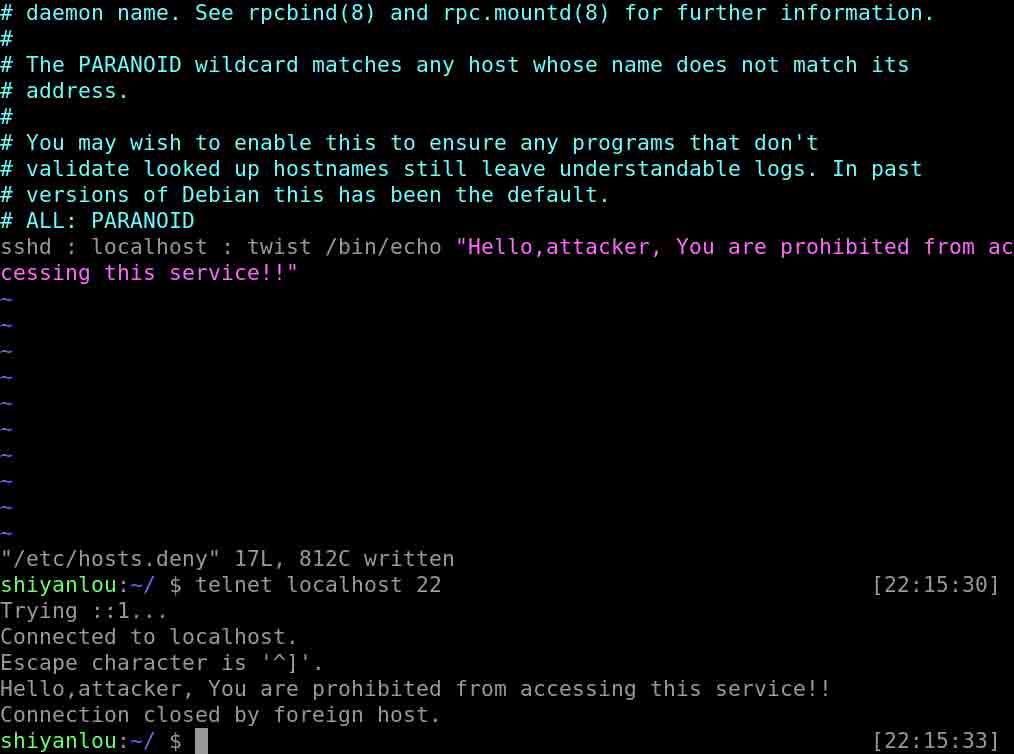 # daemon name. See rpcbind(8) and rpc.mountd(8) for further information.
#
# The PARANOID wildcard matches any host whose name does not match its
# address.
#
# You may wish to enable this to ensure any programs that don't
# validate looked up hostnames still leave understandable logs. In past
# versions of Debian this has been the default.
# ALL: PARANOID
sshd : localhost : twist /bin/echo "Hello,attacker, You are prohibited from ac
cessing this service!!"
~
~
~
~
~
~
~
~
~
~
"/etc/hosts.deny" 17L, 812C written
shiyanlou:~/ $ telnet localhost 22 [22:15:30]
Trying ::1...
Connected to localhost.
Escape character is '^]'.
Hello,attacker, You are prohibited from accessing this service!!
Connection closed by foreign host.
shiyanlou:~/ $ [22:15:33]